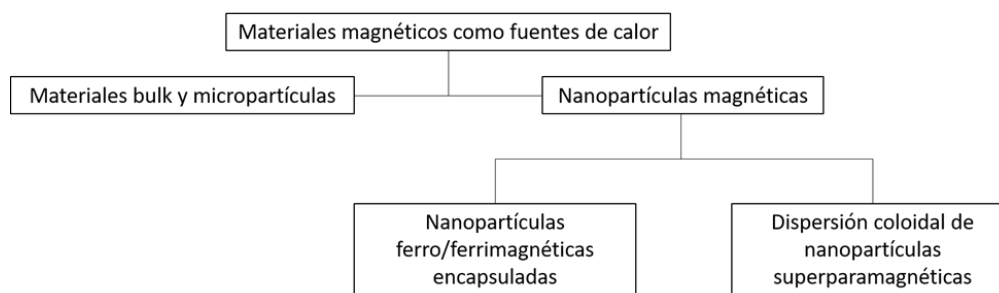 Materiales magnéticos como fuentes de calor
Materiales bulk y micropartículas
Nanopartículas magnéticas
Nanopartículas
ferro/ferrimagnéticas
encapsuladas
Dispersión coloidal de
nanopartículas
superparamagnéticas